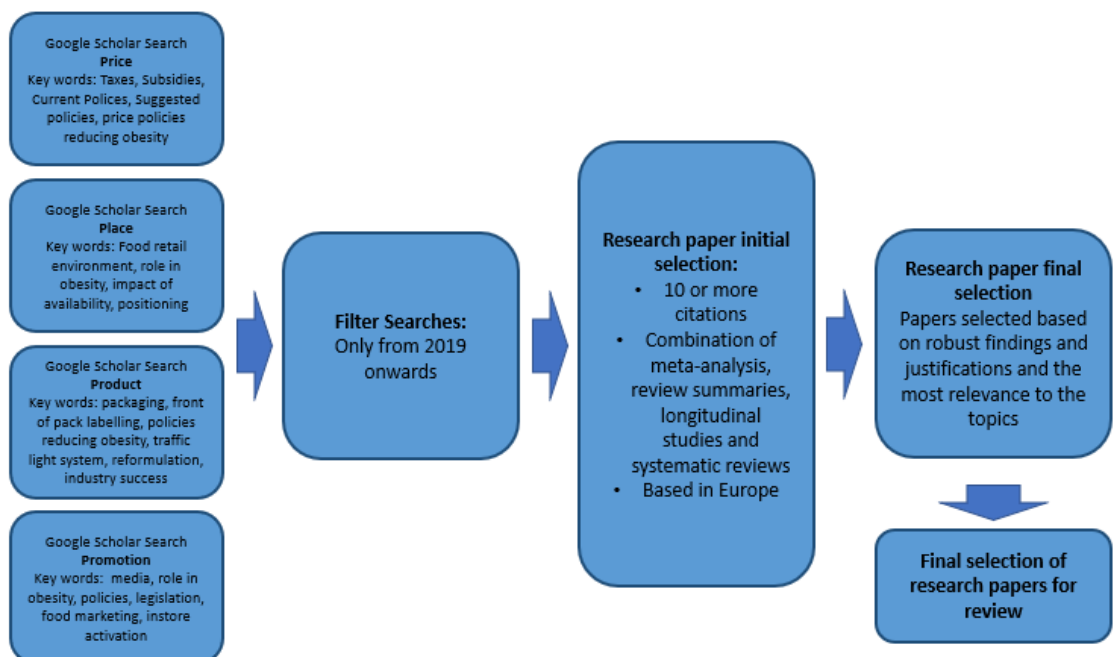 Google Scholar Search
Price
Key words: Taxes, Subsidies,
Current Polices, Suggested
policies, price policies
reducing obesity
Google Scholar Search
Place
Key words: Food retail
environment, role in
obesity, impact of
availability, positioning
Google Scholar Search
Product
Key words: packaging, front
of pack labelling, policies
reducing obesity, traffic
light system, reformulation,
industry success
Google Scholar Search
Promotion
Key words:  media, role in
obesity, policies, legislation,
food marketing, instore
activation
Filter Searches:
Only from 2019
onwards
Research paper initial
selection:
• 10 or more
citations
• Combination of
meta-analysis,
review summaries,
longitudinal
studies and
systematic reviews
• Based in Europe
Research paper final
selection
Papers selected based
on robust findings and
justifications and the
most relevance to the
topics
Final selection of
research papers for
review